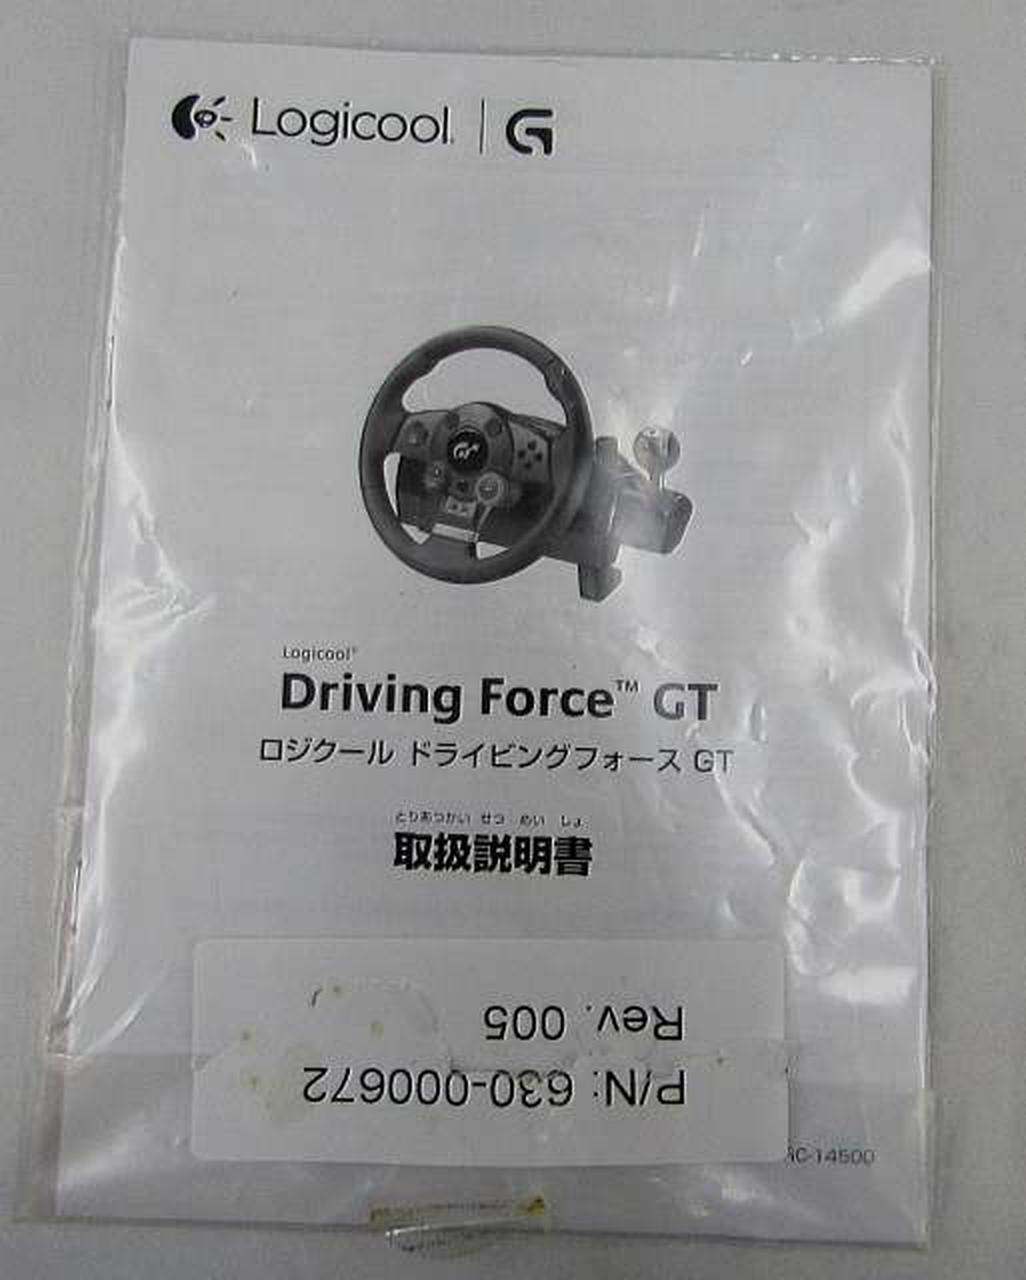 Logicool | G
GT
Logicool®
Driving Force™ GT
ロジクール ドライビングフォース GT
とりあつかい せつ めい しょ
取扱説明書
P/N: 630-000672
Rev. 005
C-14500